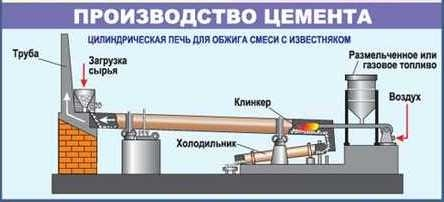 ПРОИЗВОДСТВО ЦЕМЕНТА
ЦИЛИНДРИЧЕСКАЯ ПЕЧЬ ДЛЯ ОБЖИГА СМЕСИ С ИЗВЕСТНЯКОМ
Труба
Загрузка
сырья
Размельченное или
газовое топливо
Клинкер
Воздух
Холодильник